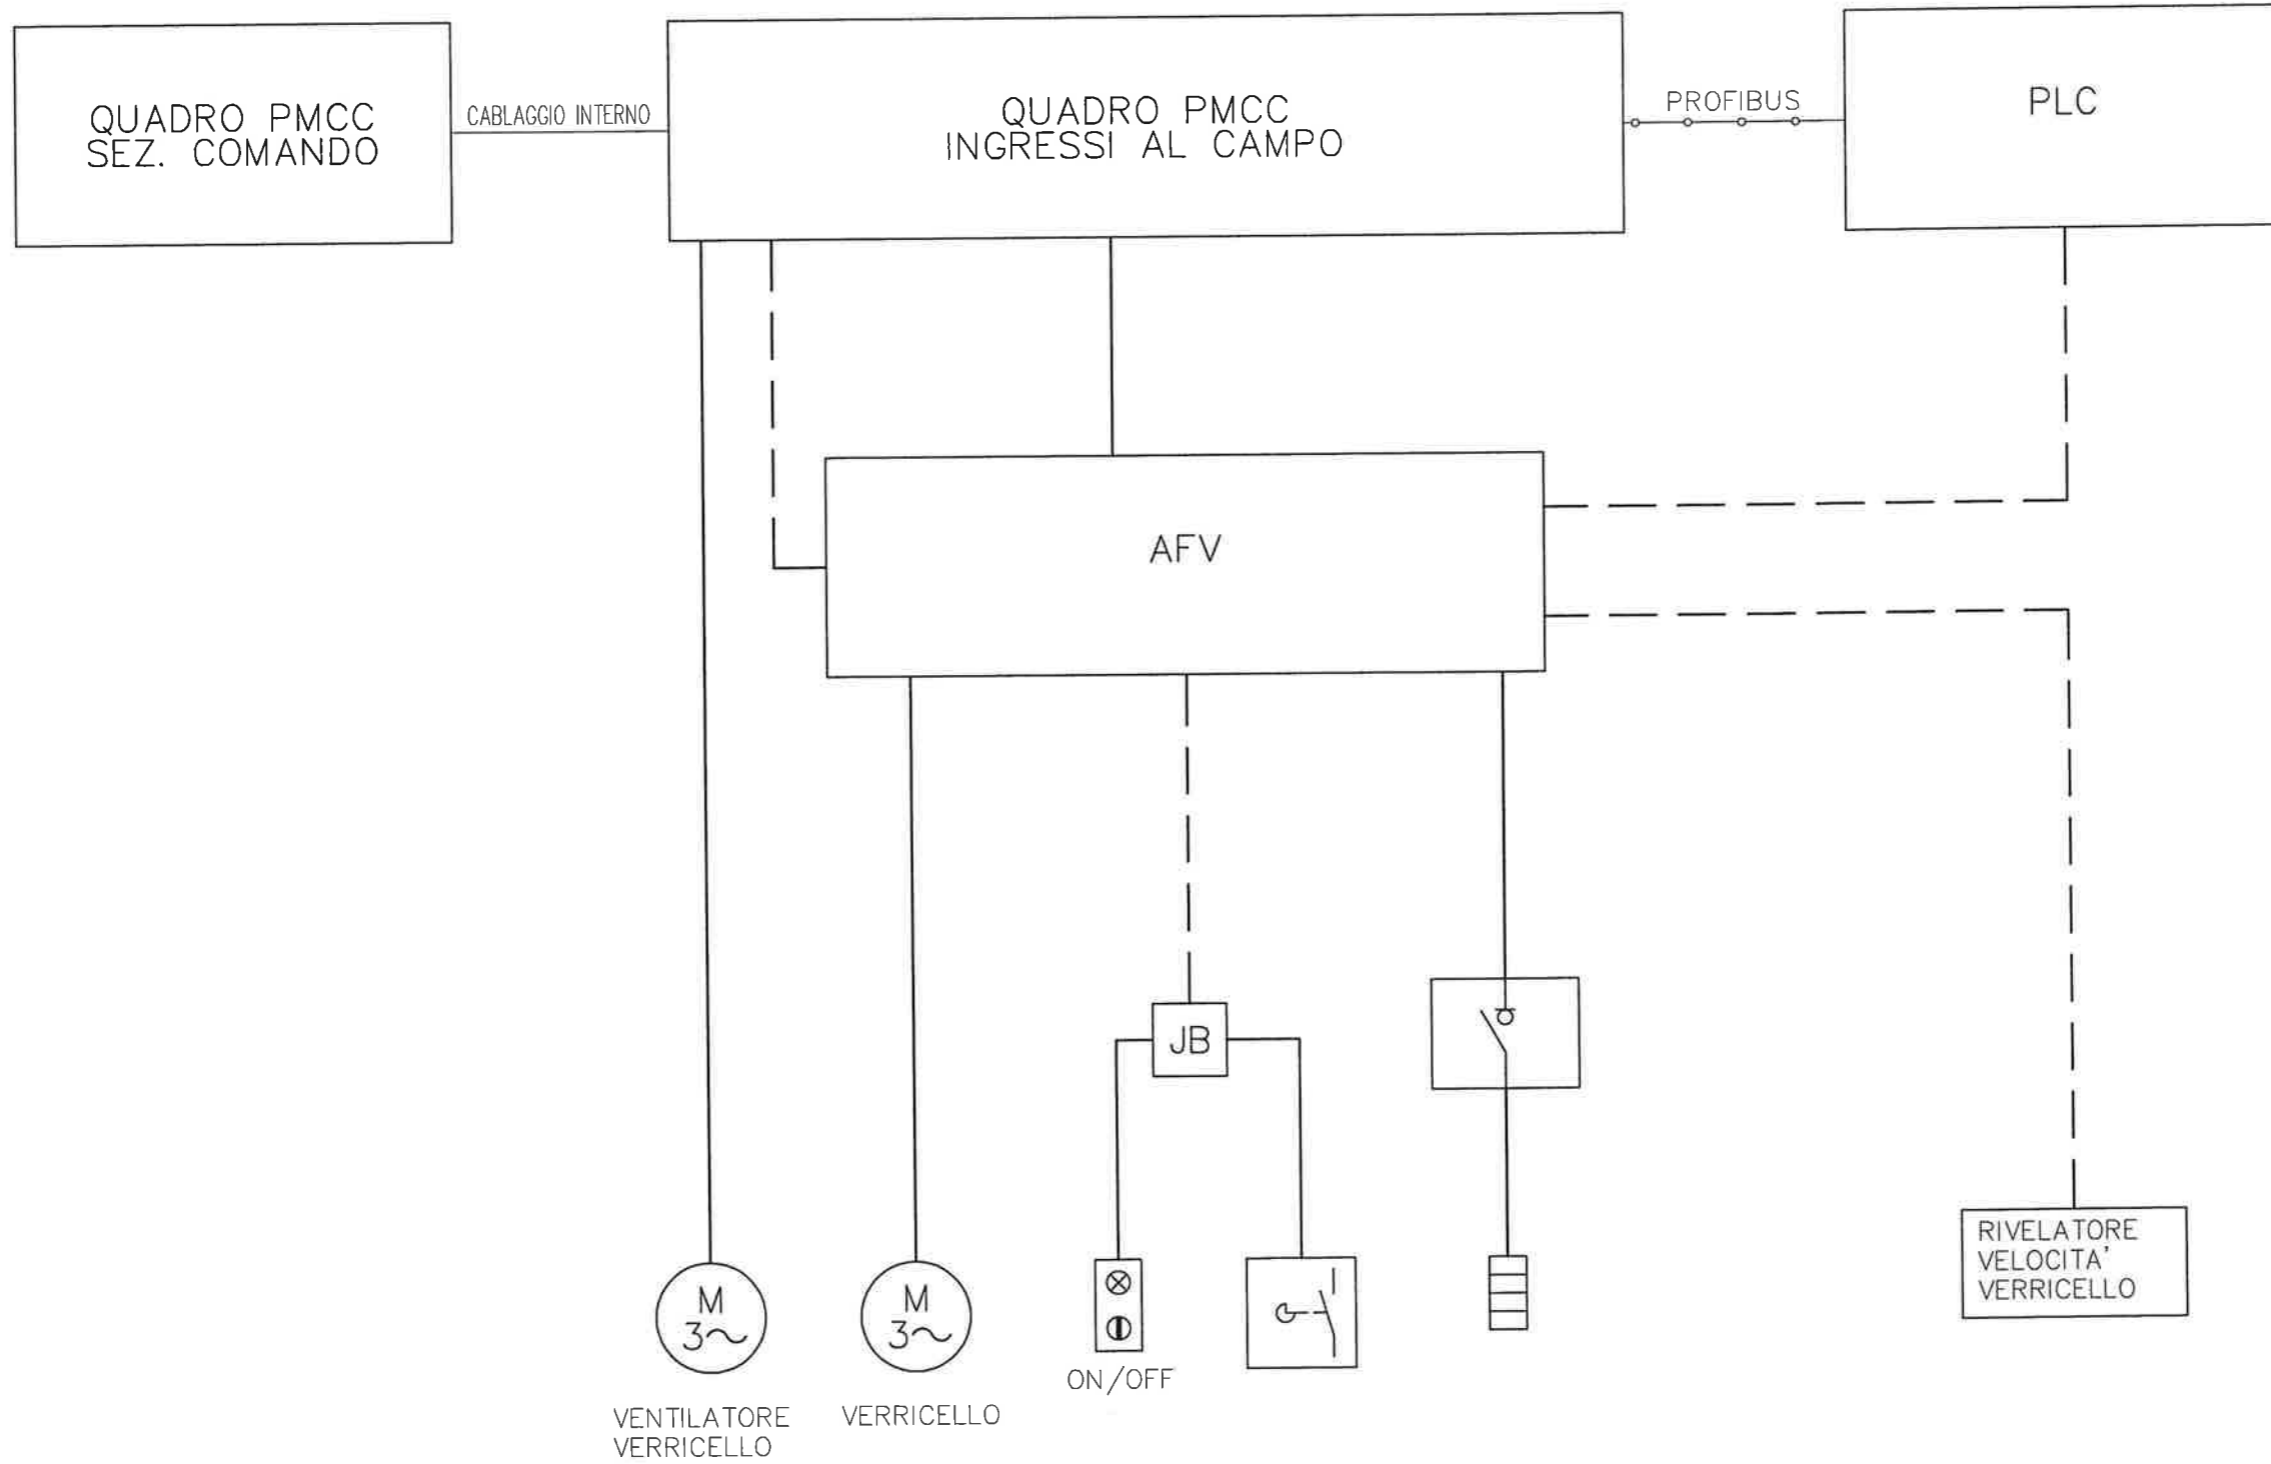 QUADRO PMCC
SEZ. COMANDO
CABLAGGIO INTERNO
QUADRO PMCC
INGRESSI AL CAMPO
PROFIBUS
PLC
AFV
JB
M
3~
M
3~
ON/OFF
RIVELATORE
VELOCITA'
VERRICELLO
VENTILATORE
VERRICELLO
VERRICELLO